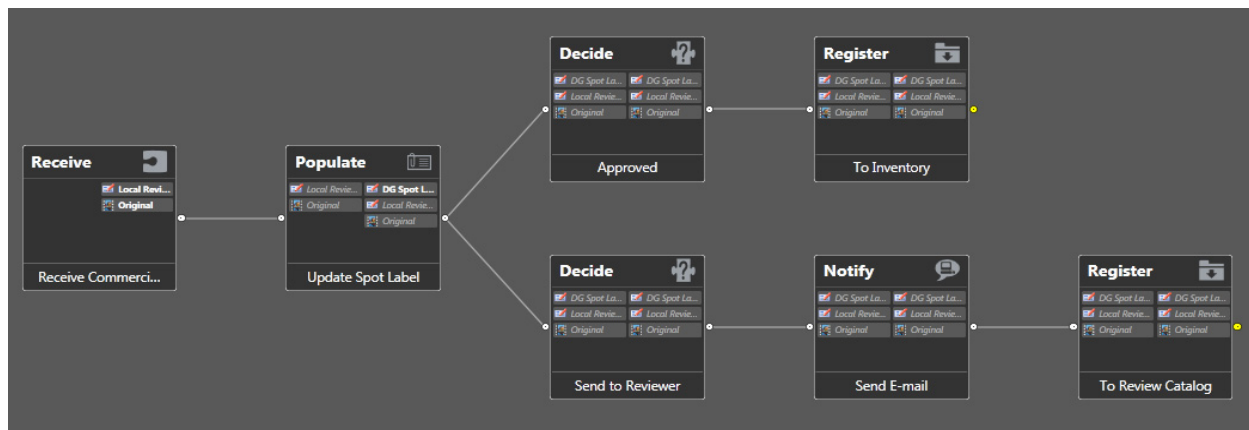 Decide
DG Spot La... DG Spot La...
Local Revie... Local Revie...
Original Original
Approved
Register
DG Spot La... DG Spot La...
Local Revie... Local Revie...
Original Original
To Inventory
Receive
Local Revi...
Original
Receive Commerci...
Populate
Local Revie... DG Spot L...
Original Local Revie...
Original
Update Spot Label
Decide
DG Spot La... DG Spot La...
Local Revie... Local Revie...
Original Original
Send to Reviewer
Notify
DG Spot La... DG Spot La...
Local Revie... Local Revie...
Original Original
Send E-mail
Register
DG Spot La... DG Spot La...
Local Revie... Local Revie...
Original Original
To Review Catalog